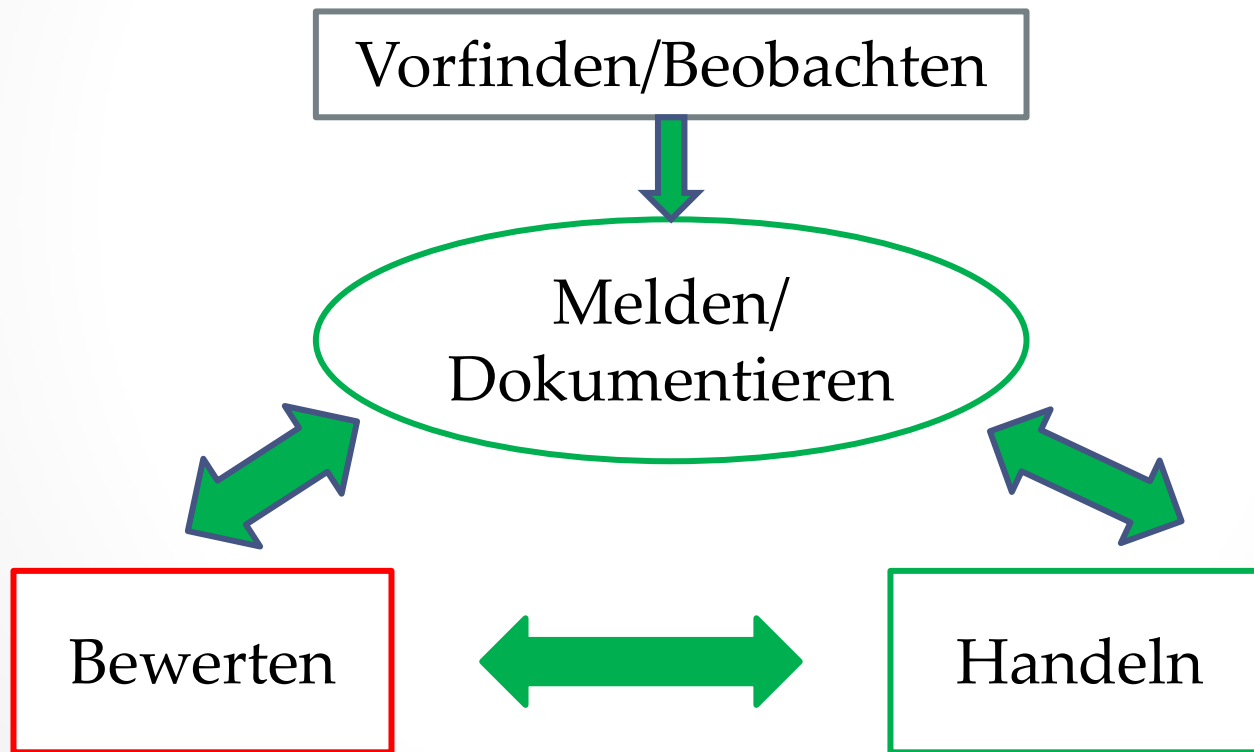 Vorfinden/Beobachten
Melden/
Dokumentieren
Bewerten
Handeln